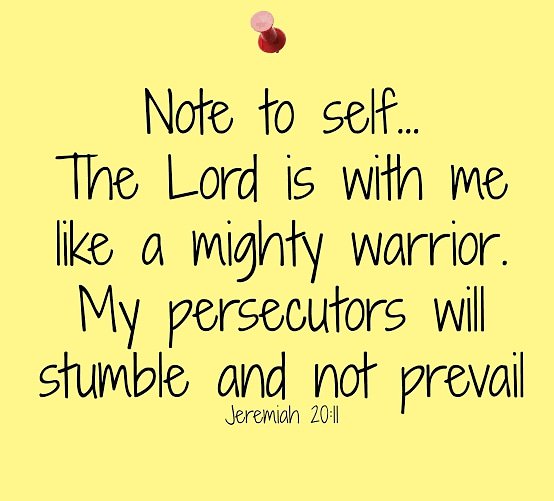 Note to self...
The Lord is with me
like a mighty warrior.
My persecutors will
stumble and not prevail
Jeremiah 20:11